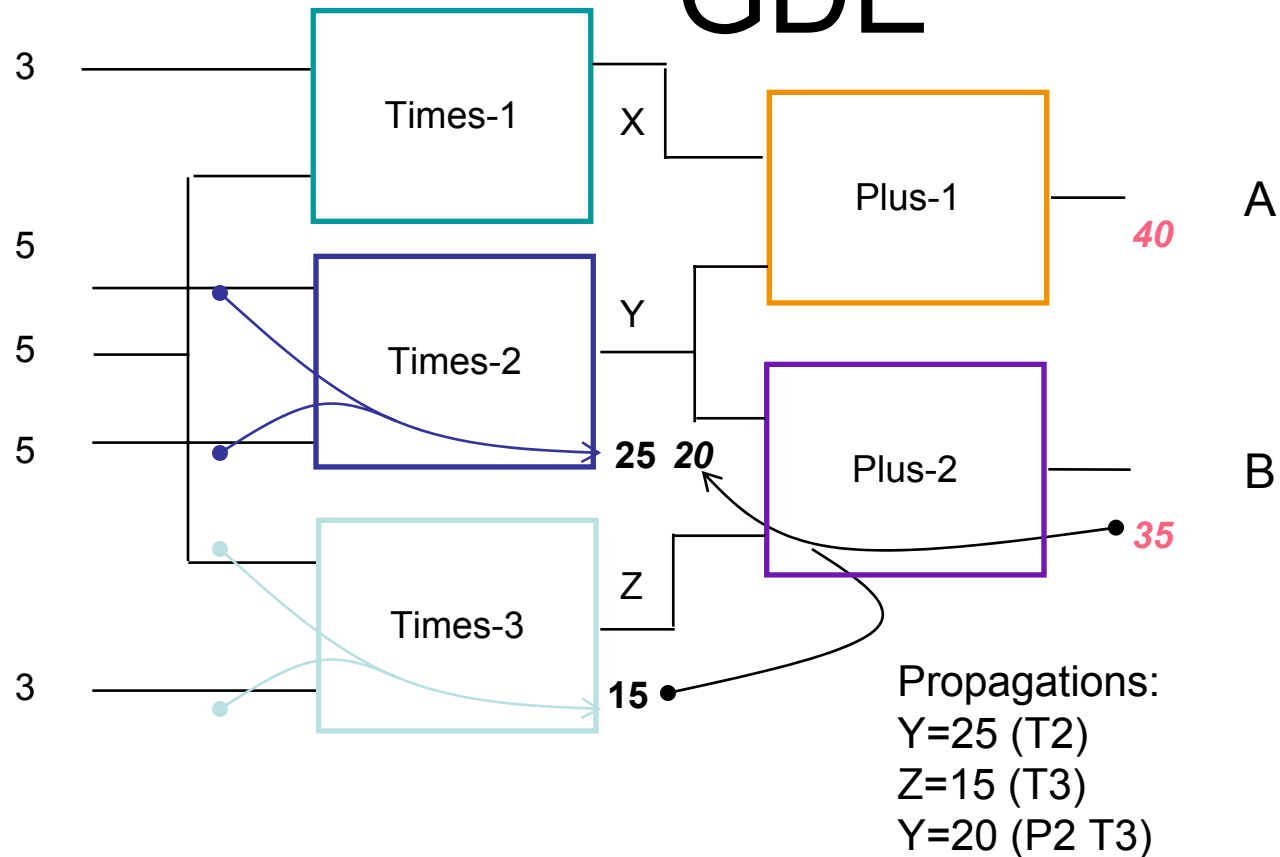 GDE
3
Times-1
X
Plus-1
A
40
5
Y
5
Times-2
5
25 20
Plus-2
B
35
Z
Times-3
3
15
Propagations:
Y=25 (T2)
Z=15 (T3)
Y=20 (P2 T3)